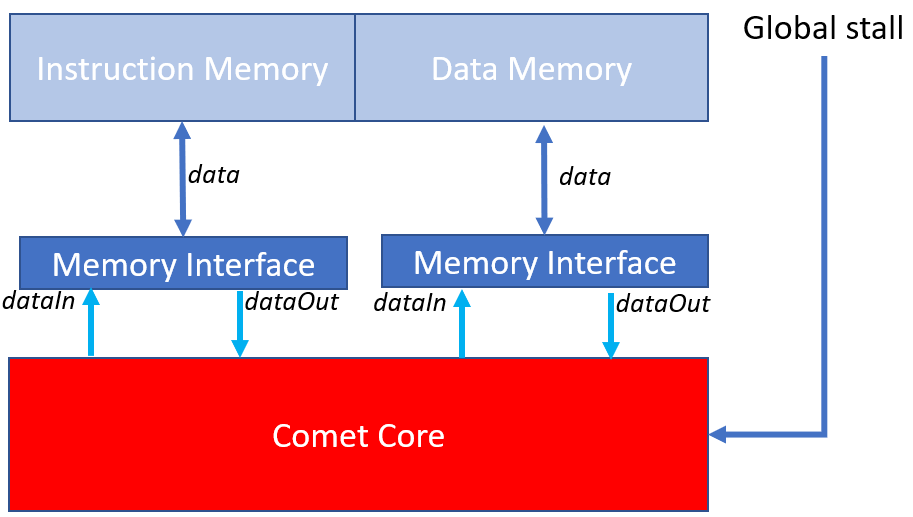 Global stall
Instruction Memory
Data Memory
data
data
Memory Interface
Memory Interface
dataIn
dataOut
dataIn
dataOut
Comet Core